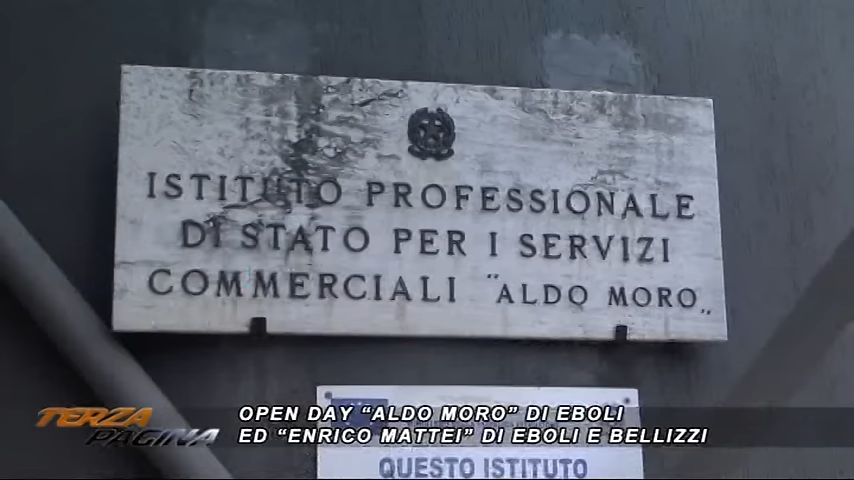 ISTITUTO PROFESSIONALE
DI STATO PER I SERVIZI
COMMERCIALI "ALDO MORO„
TERZA
PAGINA
OPEN DAY “ALDO MORO” DI EBOLI
ED “ENRICO MATTEI” DI EBOLI E BELLIZZI
QUESTO ISTITUTO